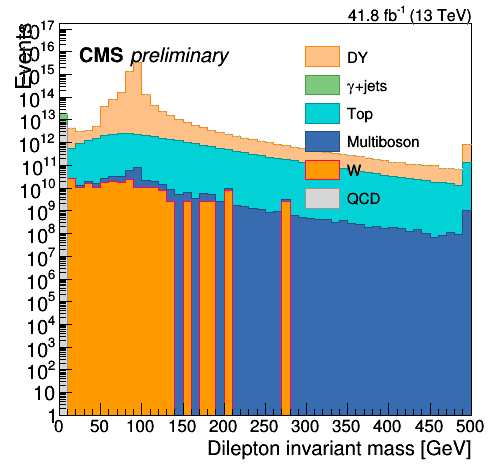 41.8 fb⁻¹ (13 TeV)
Events
CMS preliminary
DY
γ+jets
Top
Multiboson
W
QCD
10¹⁷
10¹⁶
10¹⁵
10¹⁴
10¹³
10¹²
10¹¹
10¹⁰
10⁹
10⁸
10⁷
10⁶
10⁵
10⁴
10³
10²
10
1
0 50 100 150 200 250 300 350 400 450 500
Dilepton invariant mass [GeV]